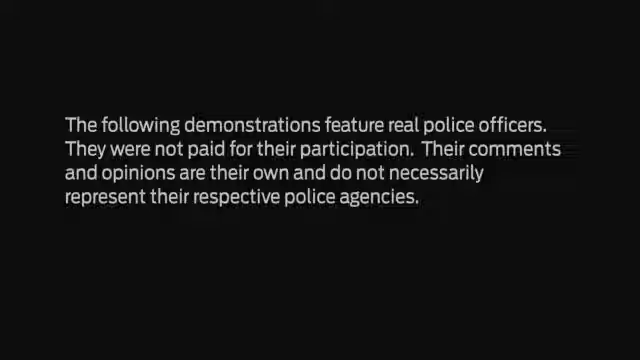 The following demonstrations feature real police officers.
They were not paid for their participation.  Their comments
and opinions are their own and do not necessarily
represent their respective police agencies.